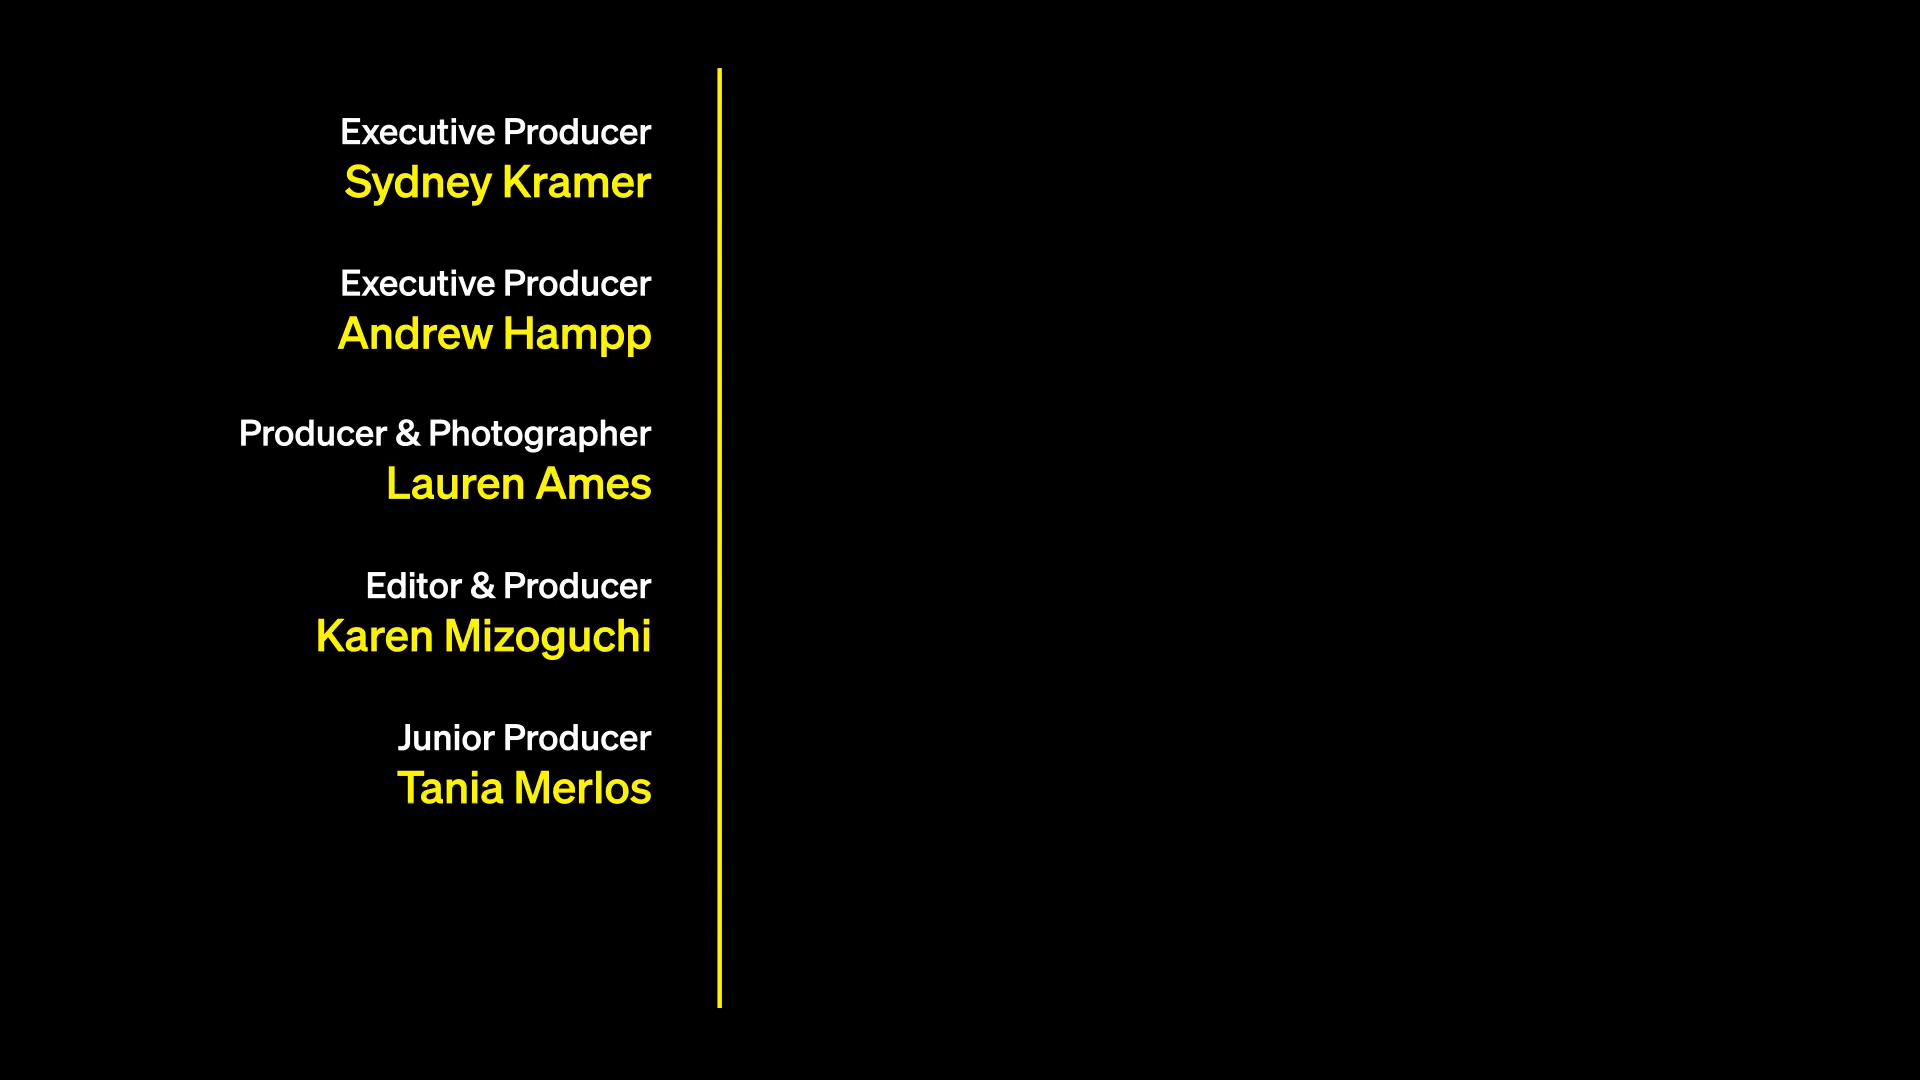 Executive Producer
Sydney Kramer
Executive Producer
Andrew Hampp
Producer & Photographer
Lauren Ames
Editor & Producer
Karen Mizoguchi
Junior Producer
Tania Merlos